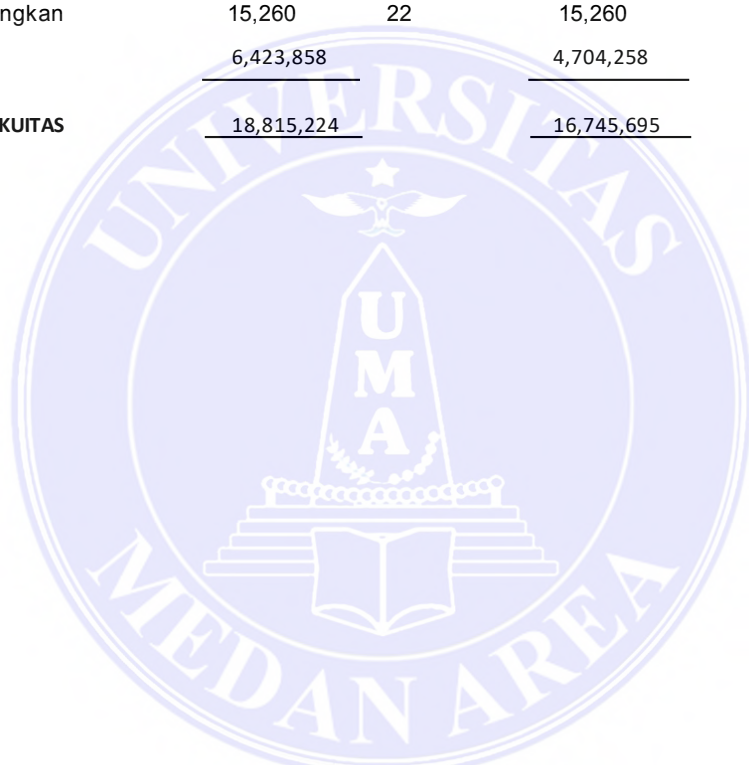 ngkan 15,260 22 15,260
6,423,858 4,704,258
KUITAS 18,815,224 16,745,695
UNIVERSITAS
U
M
A
MEDAN AREA